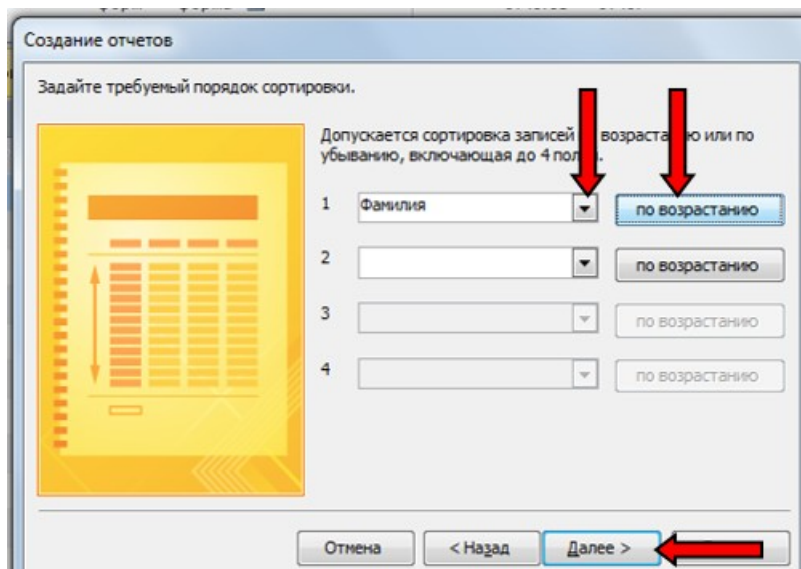 Создание отчетов
Задайте требуемый порядок сортировки.
Допускается сортировка записей возрастанию или по
убыванию, включающая до 4
1 Фамилия по возрастанию
2 по возрастанию
3 по возрастанию
4 по возрастанию
Отмена < Назад Далее >